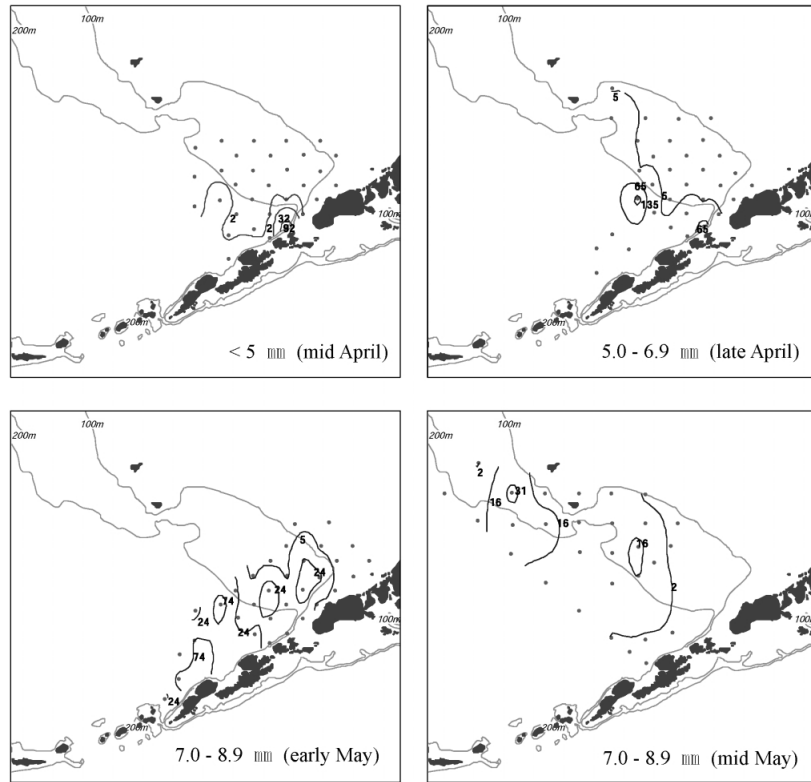 100m
200m
2
2
32
92
100m
200m
< 5 ㎜ (mid April)
100m
200m
5
65
135
5
65
100m
200m
5.0 - 6.9 ㎜ (late April)
100m
200m
5
24
24
74
24
24
74
24
100m
200m
7.0 - 8.9 ㎜ (early May)
100m
200m
2
31
16
16
16
2
100m
200m
7.0 - 8.9 ㎜ (mid May)